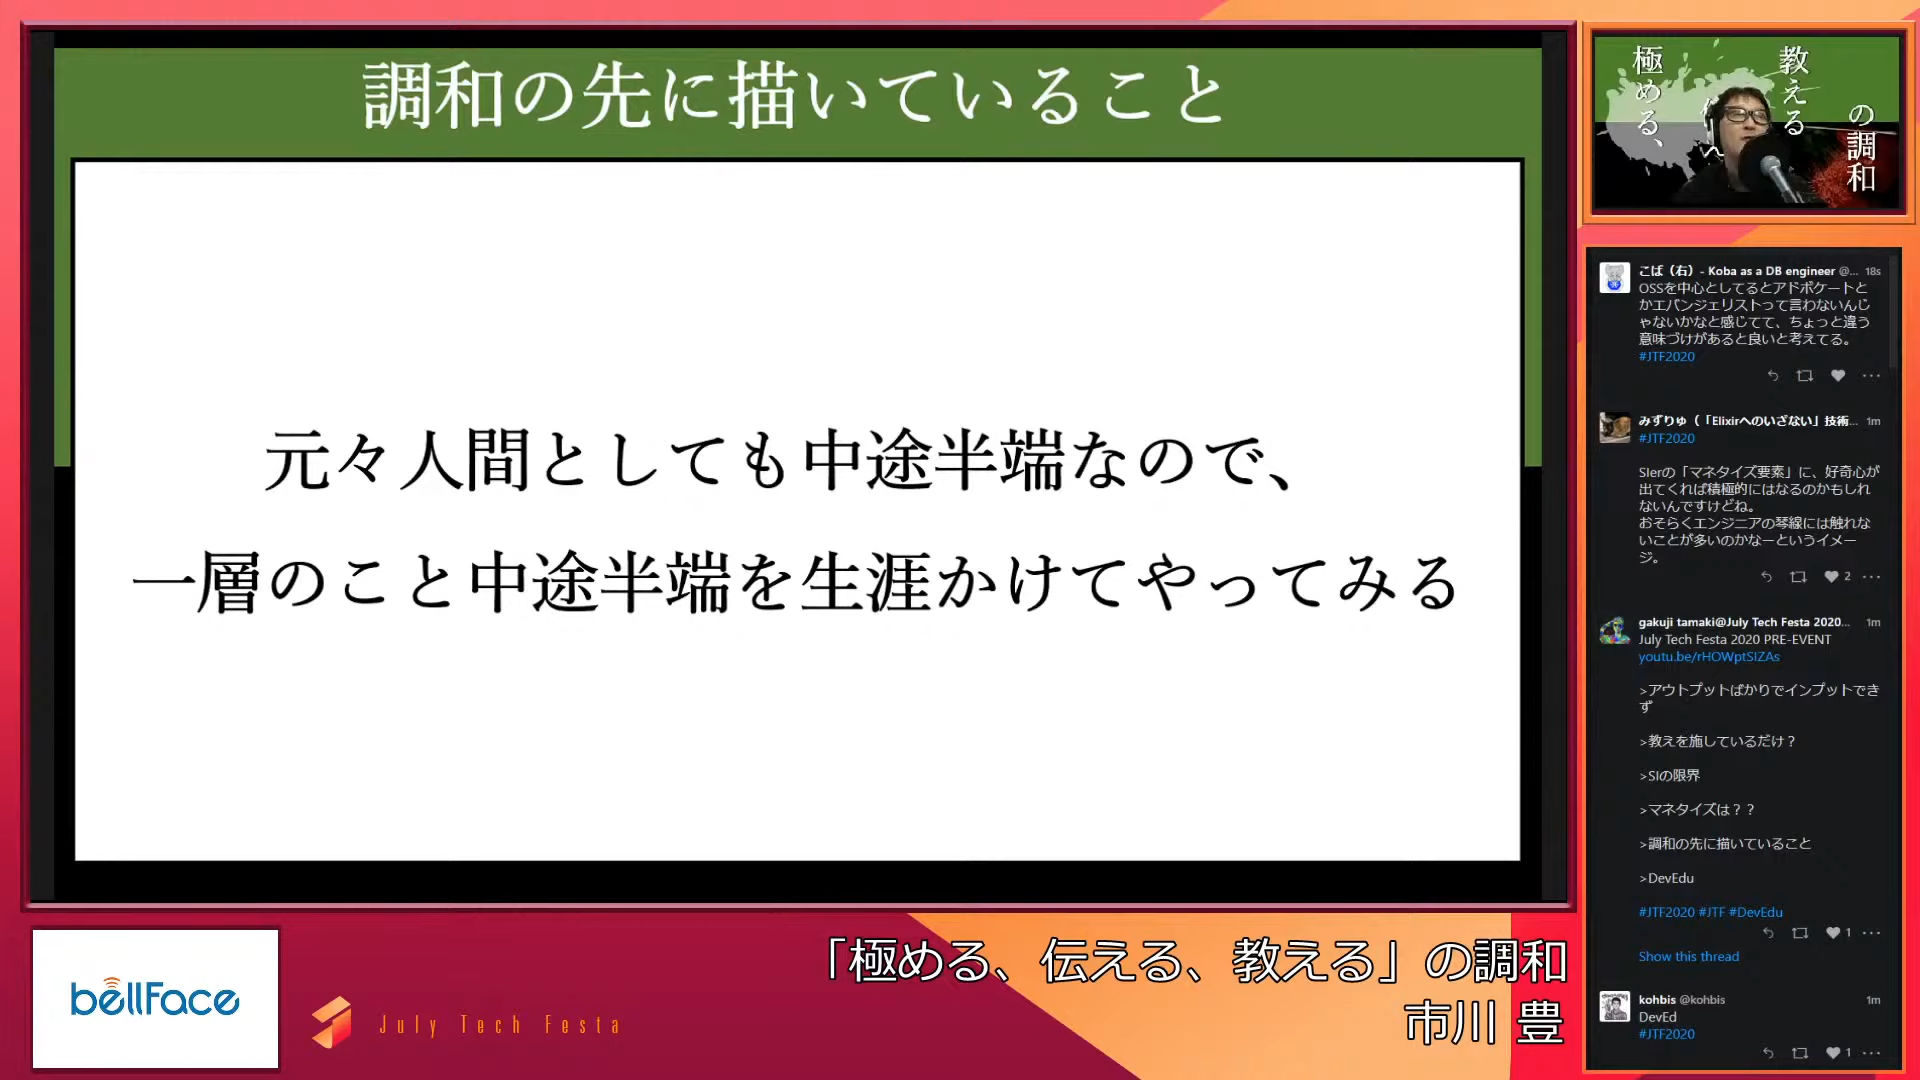 調和の先に描いていること
元々人間としても中途半端なので、
一層のこと中途半端を生涯かけてやってみる
極める、
教える
の調和
こば（右）- Koba as a DB engineer @... 18s
OSSを中心としてるとアドボケートと
かエバンジェリストって言わないんじ
ゃないかなと感じてて、ちょっと違う
意味づけがあると良いと考えてる。
#JTF2020
みずりゅ（「Elixirへのいざない」技術... 1m
#JTF2020
SIerの「マネタイズ要素」に、好奇心が
出てくれば積極的にはなるのかもしれ
ないんですけどね。
おそらくエンジニアの琴線には触れな
いことが多いのかなーというイメー
ジ。
2
gakuji tamaki@July Tech Festa 2020... 1m
July Tech Festa 2020 PRE-EVENT
youtu.be/rHOWptSIZAs
>アウトプットばかりでインプットでき
ず
>教えを施しているだけ？
>SIの限界
>マネタイズは？？
>調和の先に描いていること
>DevEdu
#JTF2020 #JTF #DevEdu
1
Show this thread
kohbis @kohbis 1m
DevEd
#JTF2020
1
bellFace
July Tech Festa
「極める、伝える、教える」の調和
市川 豊